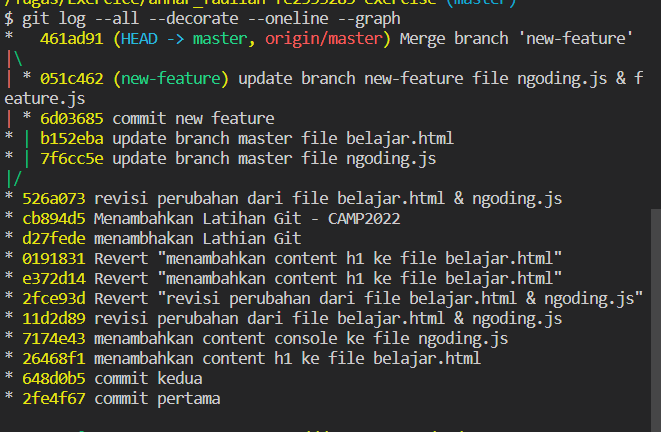 (master)
$ git log --all --decorate --oneline --graph
*   461ad91 (HEAD -> master, origin/master) Merge branch 'new-feature'
|\
| * 051c462 (new-feature) update branch new-feature file ngoding.js & f
eature.js
| * 6d03685 commit new feature
* | b152eba update branch master file belajar.html
* | 7f6cc5e update branch master file ngoding.js
|/
* 526a073 revisi perubahan dari file belajar.html & ngoding.js
* cb894d5 Menambahkan Latihan Git - CAMP2022
* d27fede menambhakan Lathian Git
* 0191831 Revert "menambahkan content h1 ke file belajar.html"
* e372d14 Revert "menambahkan content h1 ke file belajar.html"
* 2fce93d Revert "revisi perubahan dari file belajar.html & ngoding.js"
* 11d2d89 revisi perubahan dari file belajar.html & ngoding.js
* 7174e43 menambahkan content console ke file ngoding.js
* 26468f1 menambahkan content h1 ke file belajar.html
* 648d0b5 commit kedua
* 2fe4f67 commit pertama